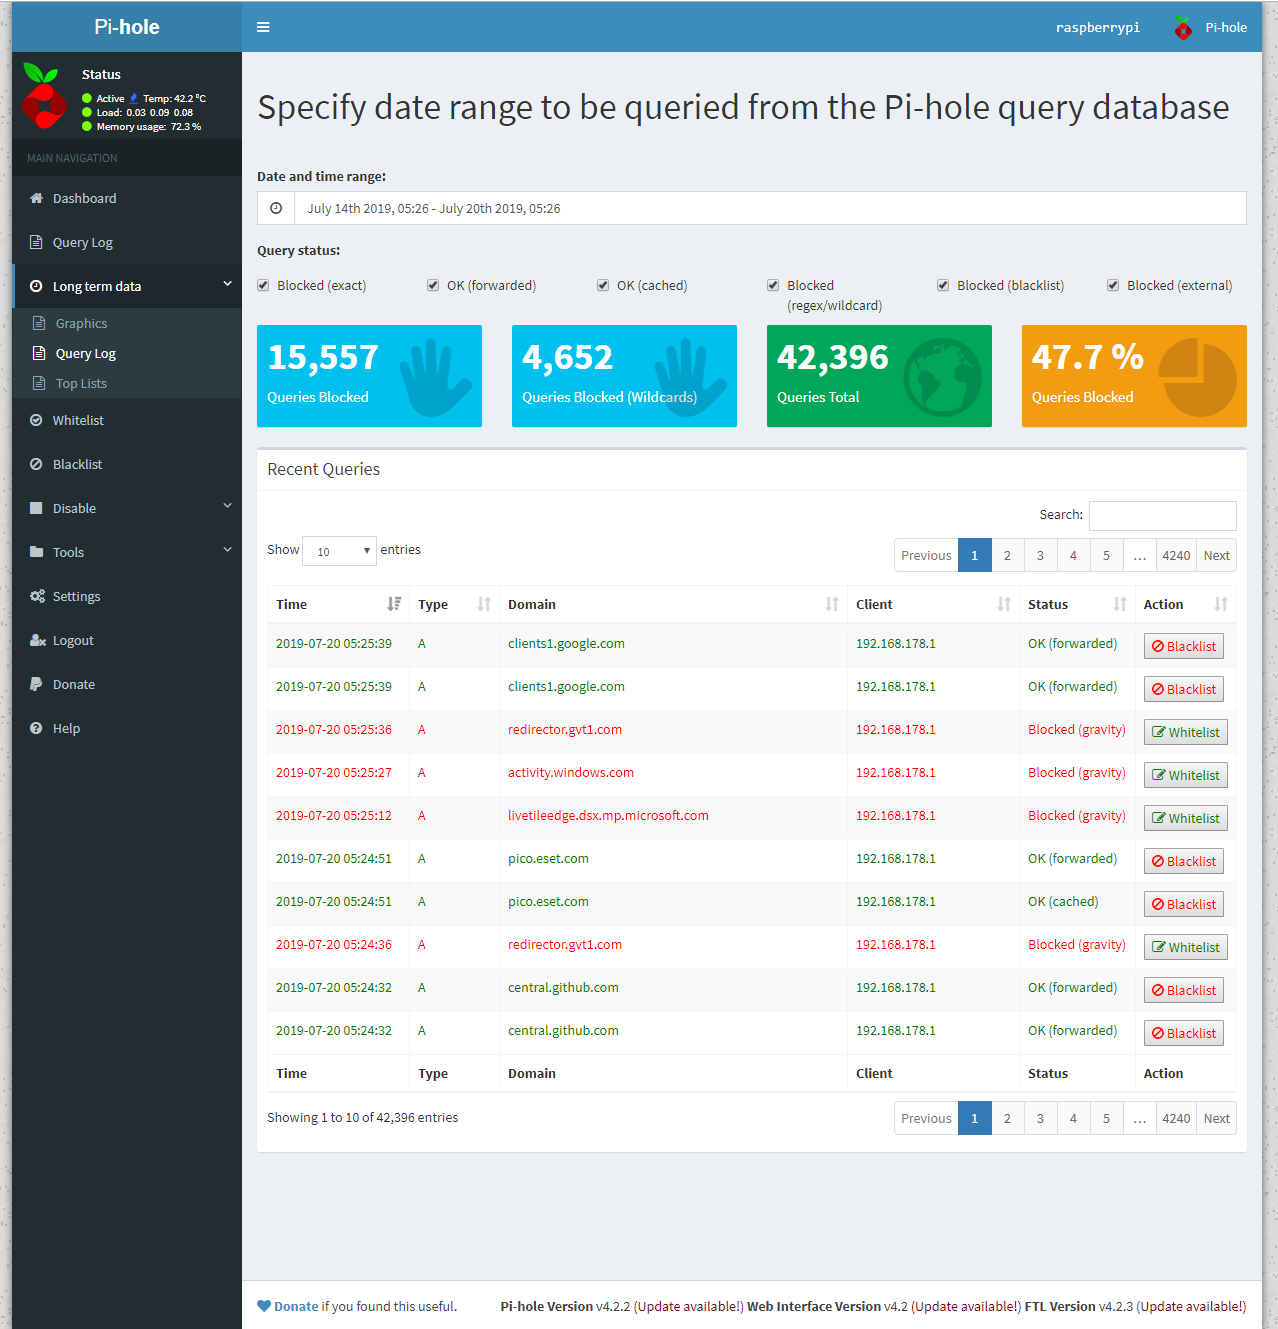 Pi-hole
raspberrypi Pi-hole
Status
Active Temp: 42.2 °C
Load: 0.03 0.09 0.08
Memory usage: 72.3 %
MAIN NAVIGATION
Dashboard
Query Log
Long term data
Graphics
Query Log
Top Lists
Whitelist
Blacklist
Disable
Tools
Settings
Logout
Donate
Help
Specify date range to be queried from the Pi-hole query database
Date and time range:
July 14th 2019, 05:26 - July 20th 2019, 05:26
Query status:
Blocked (exact) OK (forwarded) OK (cached) Blocked (regex/wildcard) Blocked (blacklist) Blocked (external)
15,557
Queries Blocked
4,652
Queries Blocked (Wildcards)
42,396
Queries Total
47.7 %
Queries Blocked
Recent Queries
Search:
Show 10 entries
Previous 1 2 3 4 5 … 4240 Next
Time Type Domain Client Status Action
2019-07-20 05:25:39 A clients1.google.com 192.168.178.1 OK (forwarded) Blacklist
2019-07-20 05:25:39 A clients1.google.com 192.168.178.1 OK (forwarded) Blacklist
2019-07-20 05:25:36 A redirector.gvt1.com 192.168.178.1 Blocked (gravity) Whitelist
2019-07-20 05:25:27 A activity.windows.com 192.168.178.1 Blocked (gravity) Whitelist
2019-07-20 05:25:12 A livetileedge.dsx.mp.microsoft.com 192.168.178.1 Blocked (gravity) Whitelist
2019-07-20 05:24:51 A pico.eset.com 192.168.178.1 OK (forwarded) Blacklist
2019-07-20 05:24:51 A pico.eset.com 192.168.178.1 OK (cached) Blacklist
2019-07-20 05:24:36 A redirector.gvt1.com 192.168.178.1 Blocked (gravity) Whitelist
2019-07-20 05:24:32 A central.github.com 192.168.178.1 OK (forwarded) Blacklist
2019-07-20 05:24:32 A central.github.com 192.168.178.1 OK (forwarded) Blacklist
Time Type Domain Client Status Action
Showing 1 to 10 of 42,396 entries
Previous 1 2 3 4 5 … 4240 Next
Donate if you found this useful.
Pi-hole Version v4.2.2 (Update available!) Web Interface Version v4.2 (Update available!) FTL Version v4.2.3 (Update available!)